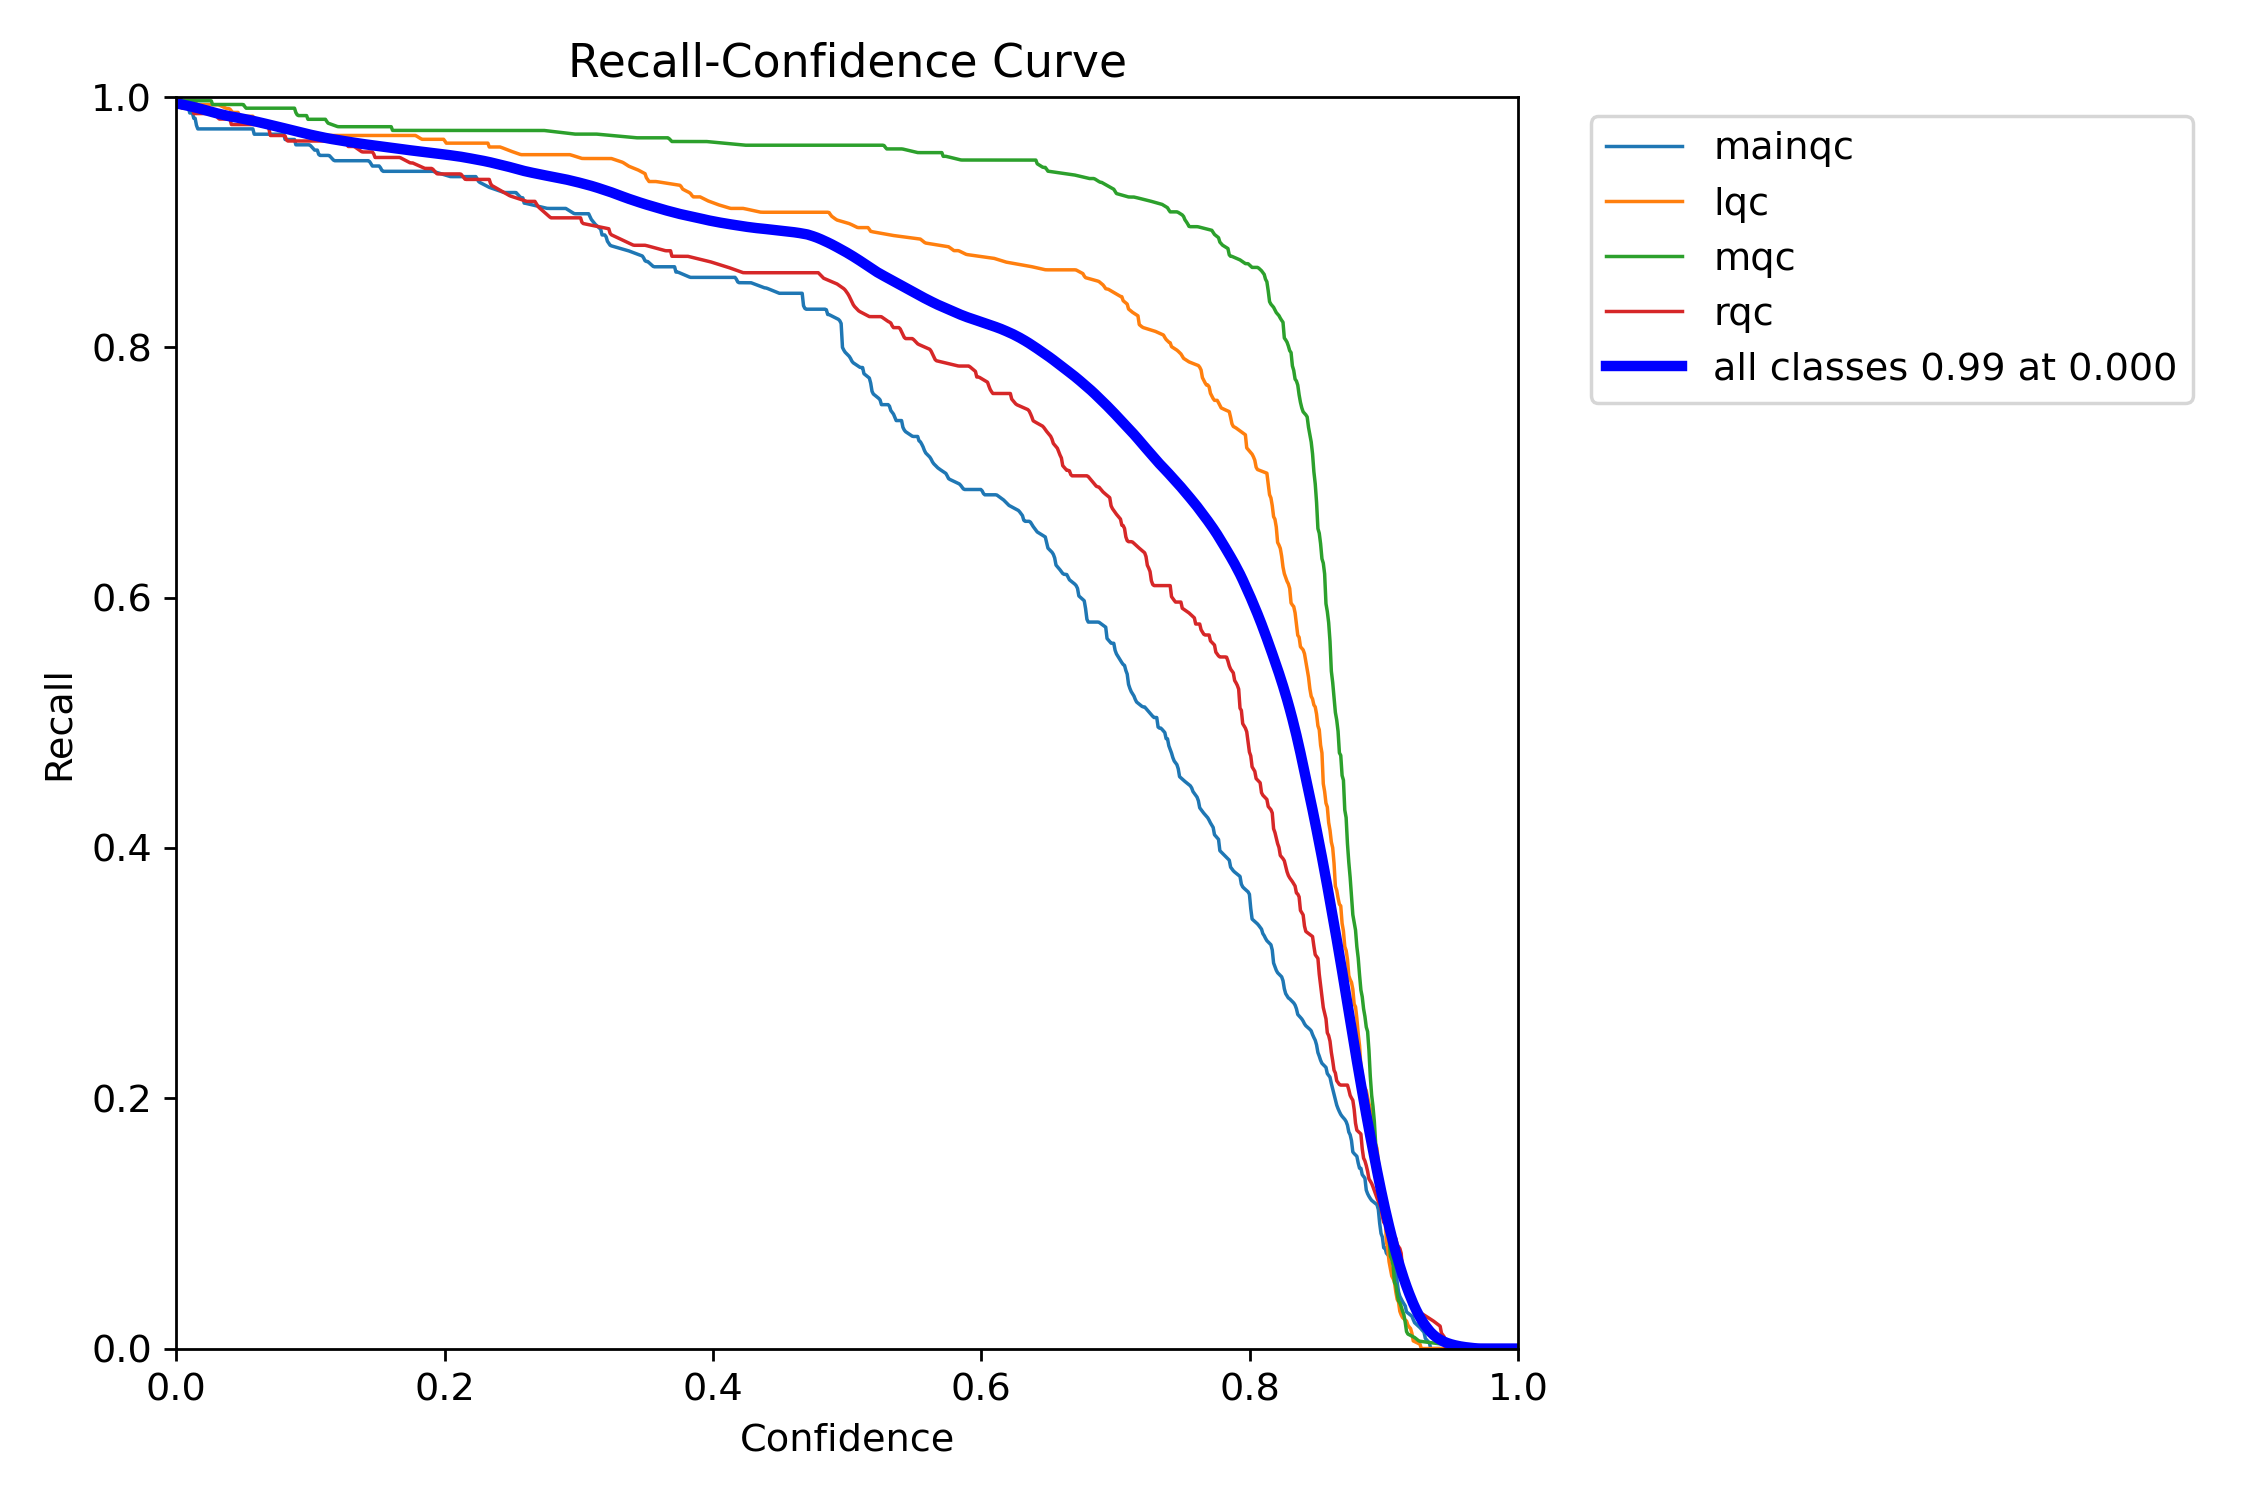 Recall-Confidence Curve
1.0
0.8
0.6
0.4
0.2
0.0
Recall
0.0 0.2 0.4 0.6 0.8 1.0
Confidence
mainqc
lqc
mqc
rqc
all classes 0.99 at 0.000